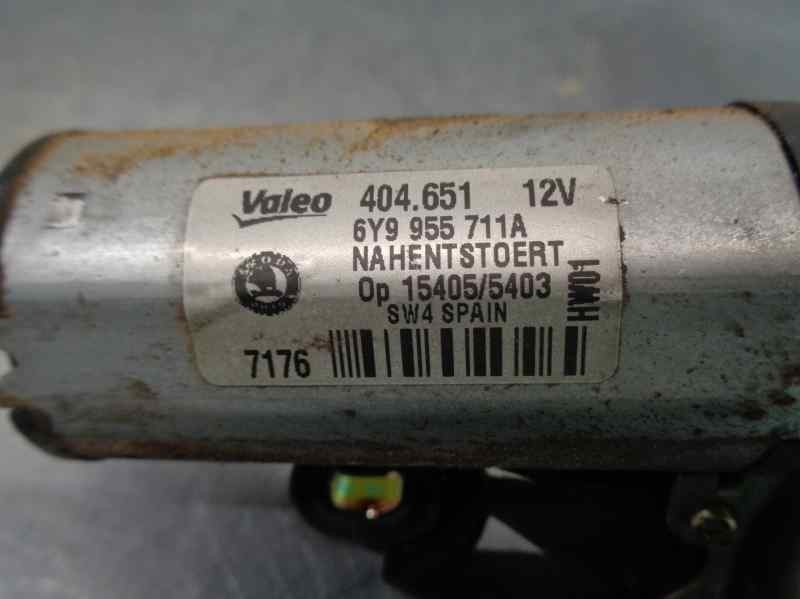 Valeo 404.651 12V
6Y9 955 711A
NAHENTSTOERT
Op 15405/5403
SW4 SPAIN
HW01
7176